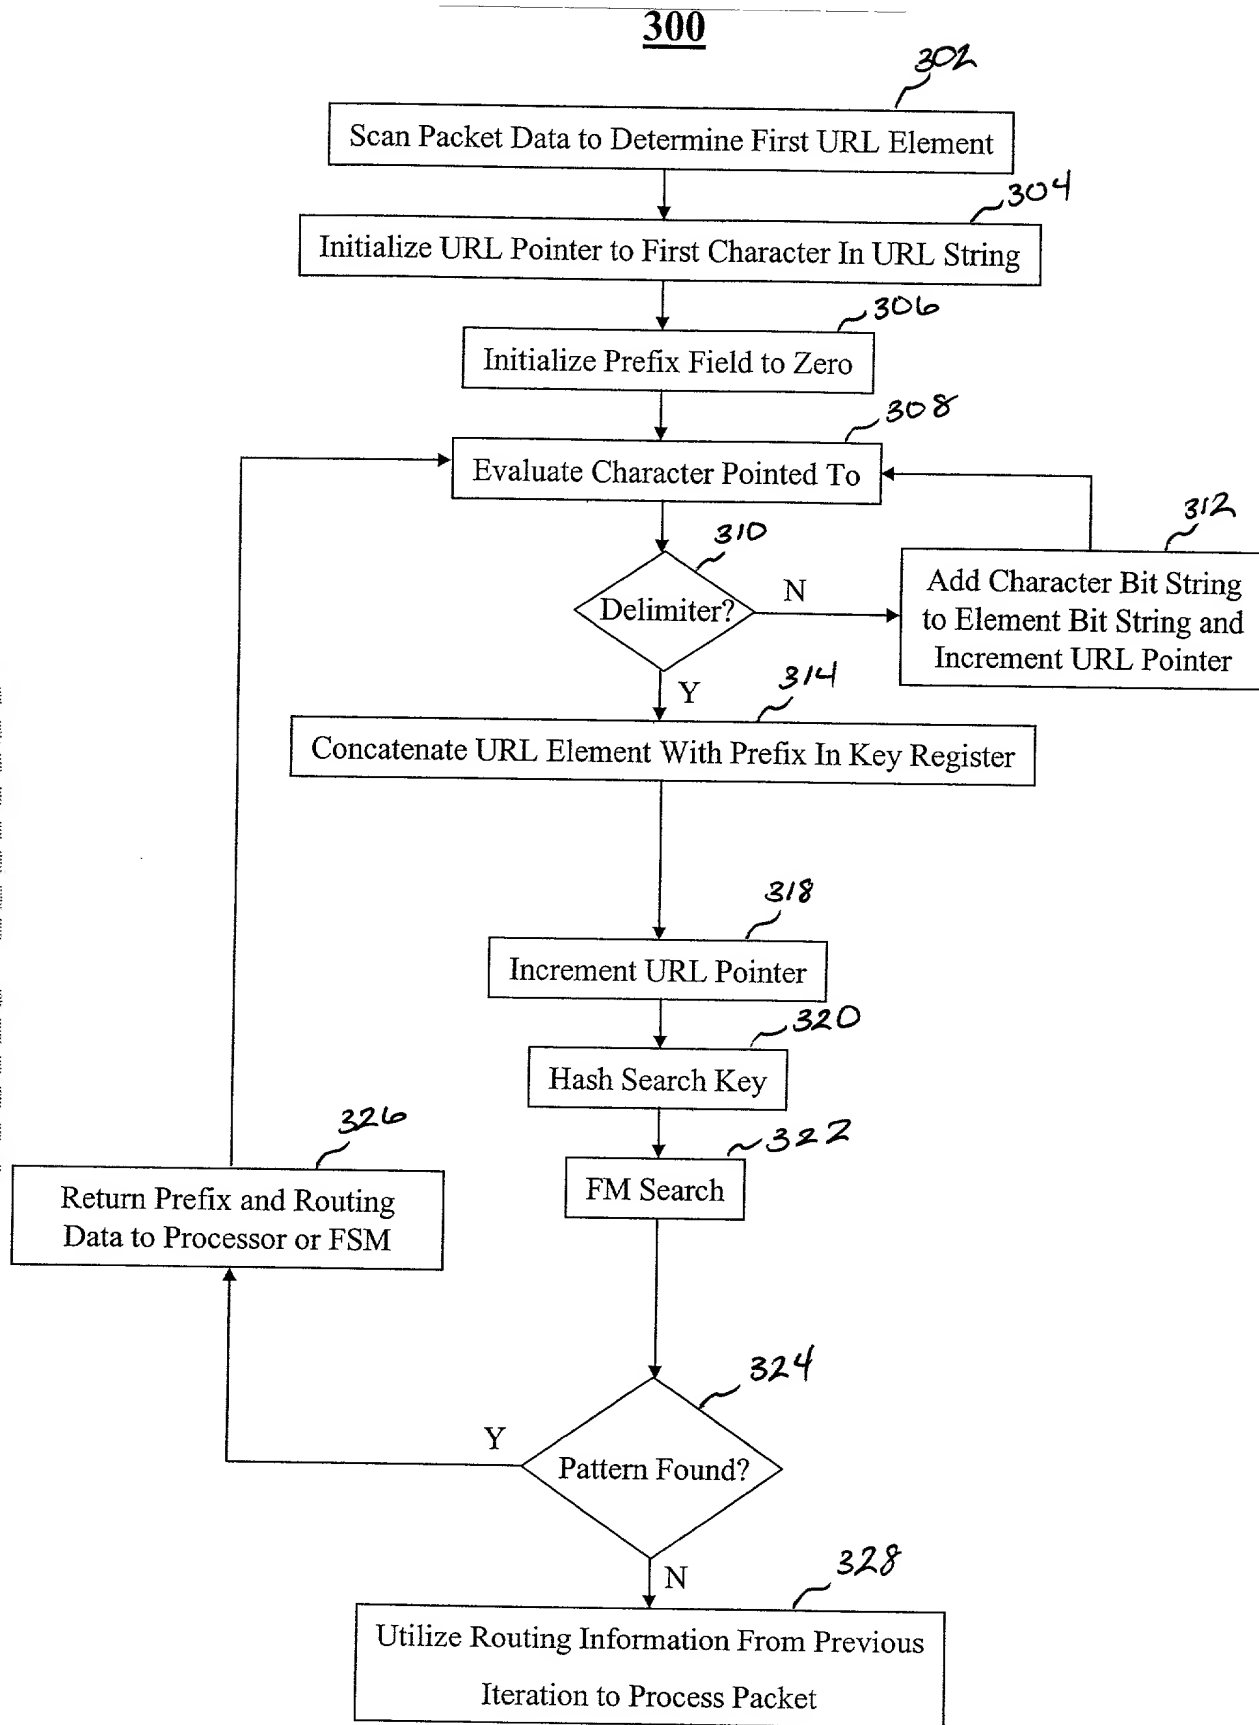 300
302
Scan Packet Data to Determine First URL Element
304
Initialize URL Pointer to First Character In URL String
306
Initialize Prefix Field to Zero
308
Evaluate Character Pointed To
310
312
Delimiter?
N
Add Character Bit String
to Element Bit String and
Increment URL Pointer
Y
314
Concatenate URL Element With Prefix In Key Register
318
Increment URL Pointer
320
Hash Search Key
322
FM Search
326
Return Prefix and Routing
Data to Processor or FSM
324
Pattern Found?
Y
N
328
Utilize Routing Information From Previous
Iteration to Process Packet